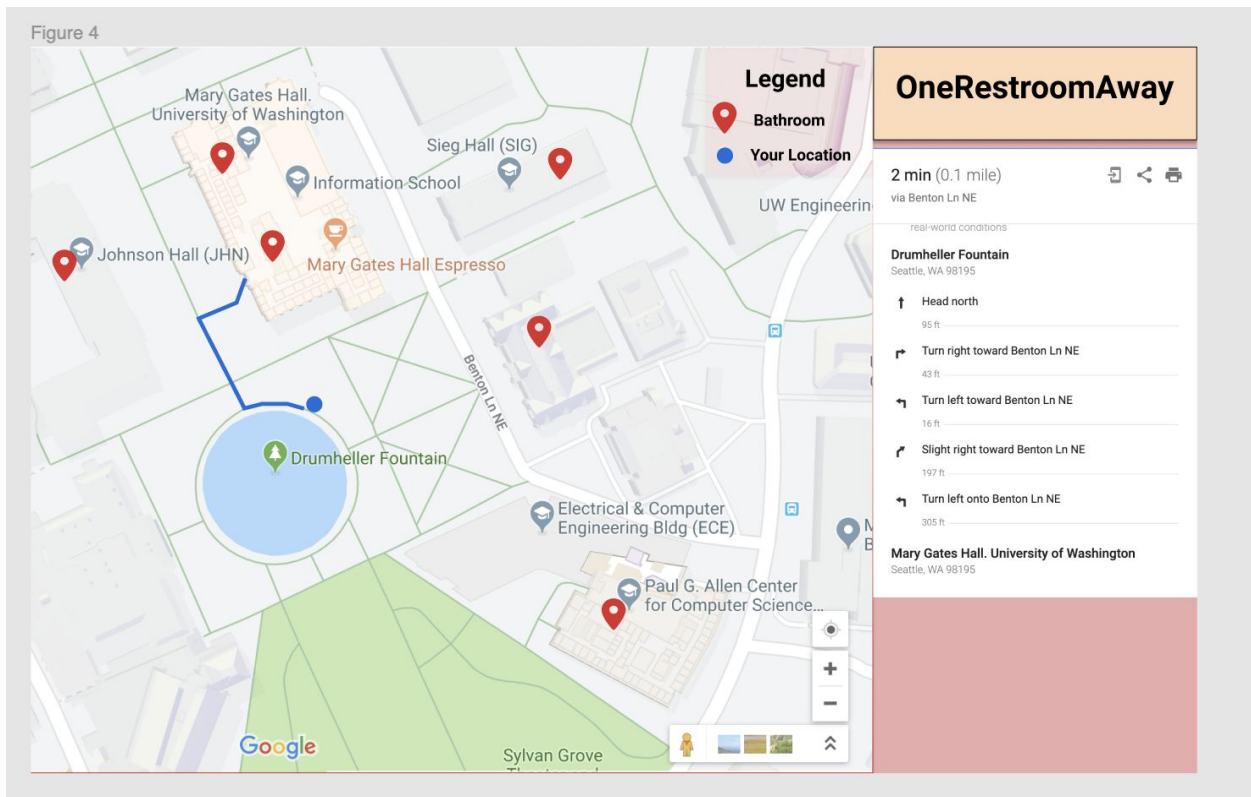 Figure 4
Mary Gates Hall.
University of Washington
Sieg Hall (SIG)
Information School
Johnson Hall (JHN)
Mary Gates Hall Espresso
UW Engineerin
Benton Ln NE
Drumheller Fountain
Electrical & Computer
Engineering Bldg (ECE)
M
B
Paul G. Allen Center
for Computer Science...
Google
Sylvan Grove
Legend
Bathroom
Your Location
OneRestroomAway
2 min (0.1 mile)
via Benton Ln NE
real-world conditions
Drumheller Fountain
Seattle, WA 98195
Head north
95 ft
Turn right toward Benton Ln NE
43 ft
Turn left toward Benton Ln NE
16 ft
Slight right toward Benton Ln NE
197 ft
Turn left onto Benton Ln NE
305 ft
Mary Gates Hall. University of Washington
Seattle, WA 98195